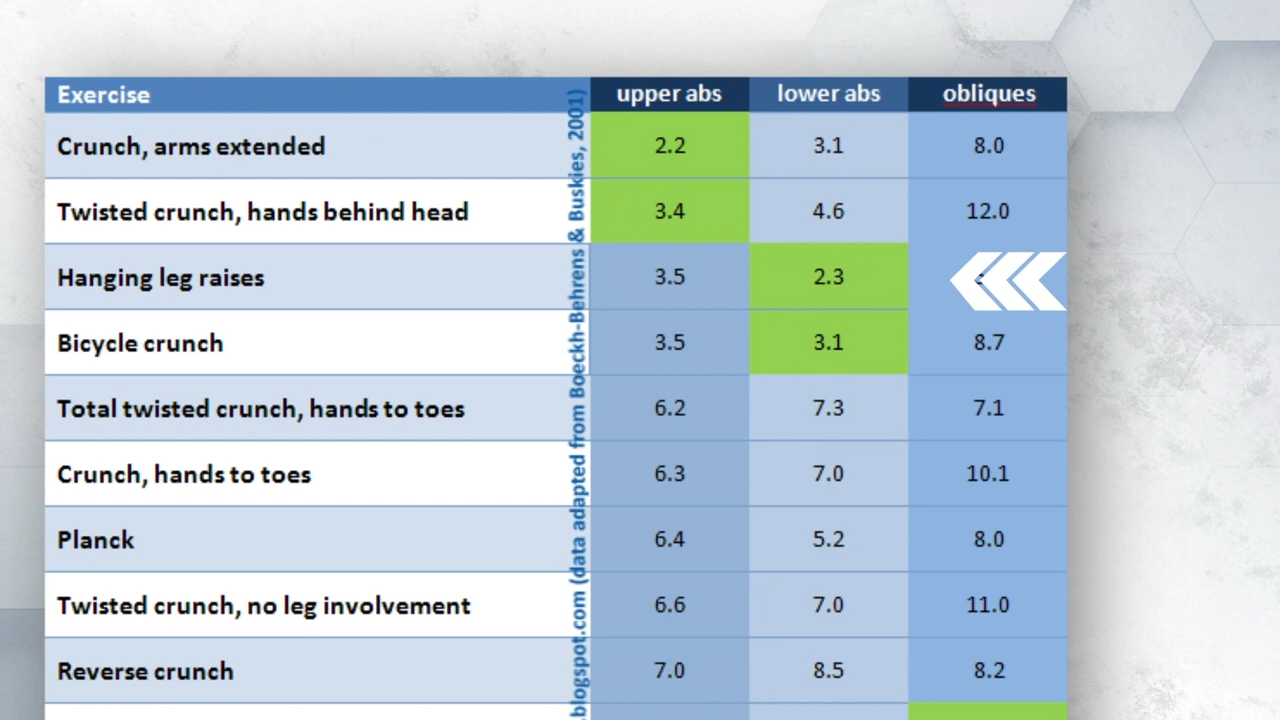 Exercise upper abs lower abs obliques
Crunch, arms extended 2.2 3.1 8.0
Twisted crunch, hands behind head 3.4 4.6 12.0
Hanging leg raises 3.5 2.3
Bicycle crunch 3.5 3.1 8.7
Total twisted crunch, hands to toes 6.2 7.3 7.1
Crunch, hands to toes 6.3 7.0 10.1
Planck 6.4 5.2 8.0
Twisted crunch, no leg involvement 6.6 7.0 11.0
Reverse crunch 7.0 8.5 8.2
.blogspot.com (data adapted from Boeckh-Behrens & Buskies, 2001)